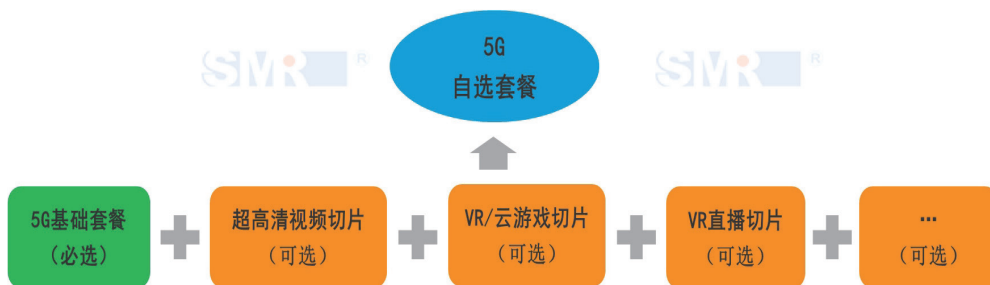 SMR®
SMR®
5G
自选套餐
5G基础套餐
(必选)
超高清视频切片
(可选)
VR/云游戏切片
(可选)
VR直播切片
(可选)
…
(可选)